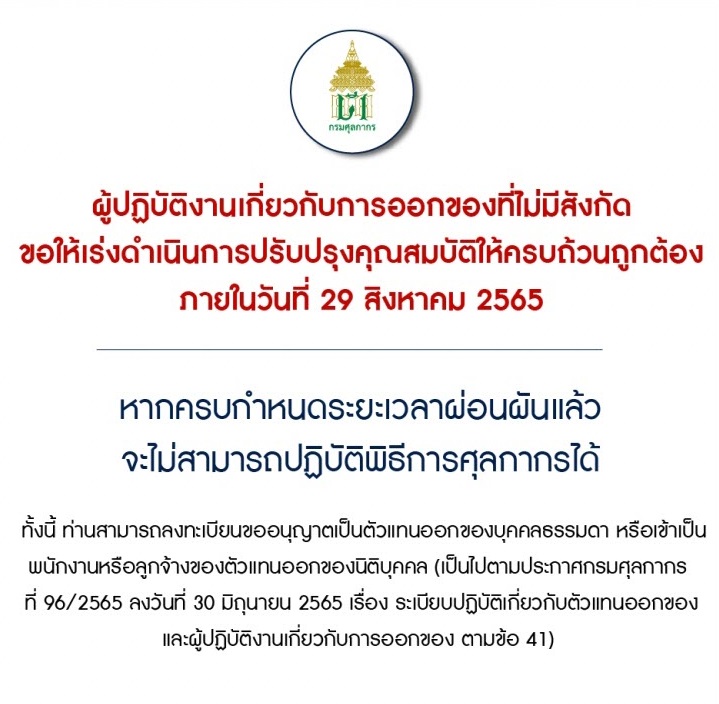 กรมศุลกากร
ผู้ปฏิบัติงานเกี่ยวกับการออกของที่ไม่มีสังกัด
ขอให้เร่งดำเนินการปรับปรุงคุณสมบัติให้ครบถ้วนถูกต้อง
ภายในวันที่ 29 สิงหาคม 2565
หากครบกำหนดระยะเวลาผ่อนผันแล้ว
จะไม่สามารถปฏิบัติพิธีการศุลกากรได้
ทั้งนี้ ท่านสามารถลงทะเบียนขออนุญาตเป็นตัวแทนออกของบุคคลธรรมดา หรือเข้าเป็น
พนักงานหรือลูกจ้างของตัวแทนออกของนิติบุคคล (เป็นไปตามประกาศกรมศุลกากร
ที่ 96/2565 ลงวันที่ 30 มิถุนายน 2565 เรื่อง ระเบียบปฏิบัติเกี่ยวกับตัวแทนออกของ
และผู้ปฏิบัติงานเกี่ยวกับการออกของ ตามข้อ 41)